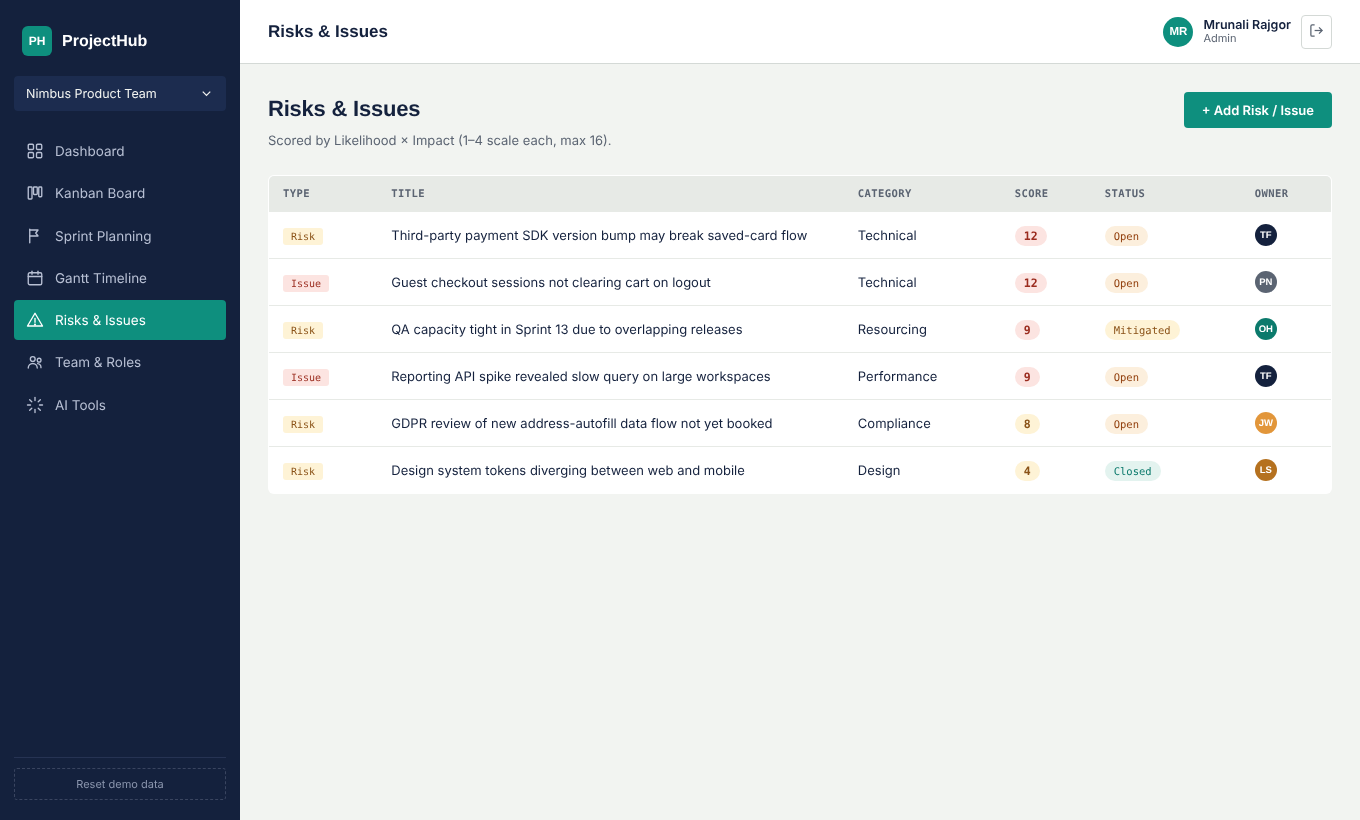 PH ProjectHub
Nimbus Product Team
Dashboard
Kanban Board
Sprint Planning
Gantt Timeline
Risks & Issues
Team & Roles
AI Tools
Reset demo data
Risks & Issues
MR Mrunali Rajgor
Admin
Risks & Issues
+ Add Risk / Issue
Scored by Likelihood × Impact (1–4 scale each, max 16).
TYPE TITLE CATEGORY SCORE STATUS OWNER
Risk Third-party payment SDK version bump may break saved-card flow Technical 12 Open TF
Issue Guest checkout sessions not clearing cart on logout Technical 12 Open PN
Risk QA capacity tight in Sprint 13 due to overlapping releases Resourcing 9 Mitigated OH
Issue Reporting API spike revealed slow query on large workspaces Performance 9 Open TF
Risk GDPR review of new address-autofill data flow not yet booked Compliance 8 Open JW
Risk Design system tokens diverging between web and mobile Design 4 Closed LS